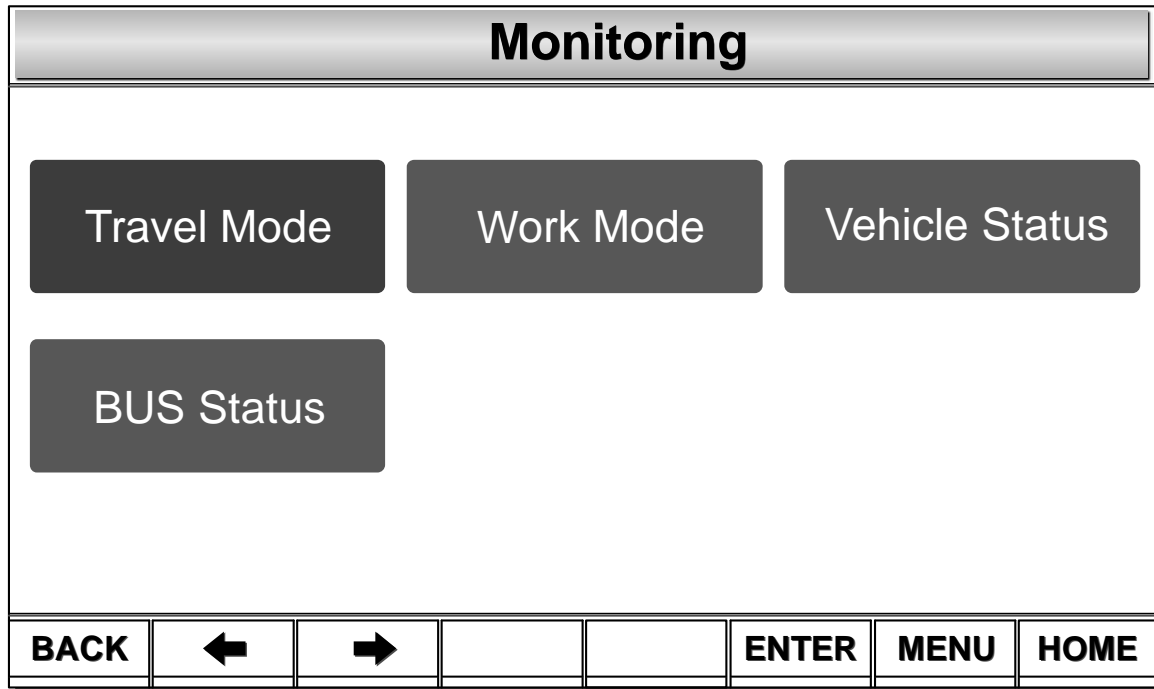 Monitoring
Travel Mode
Work Mode
Vehicle Status
BUS Status
BACK
ENTER
MENU
HOME